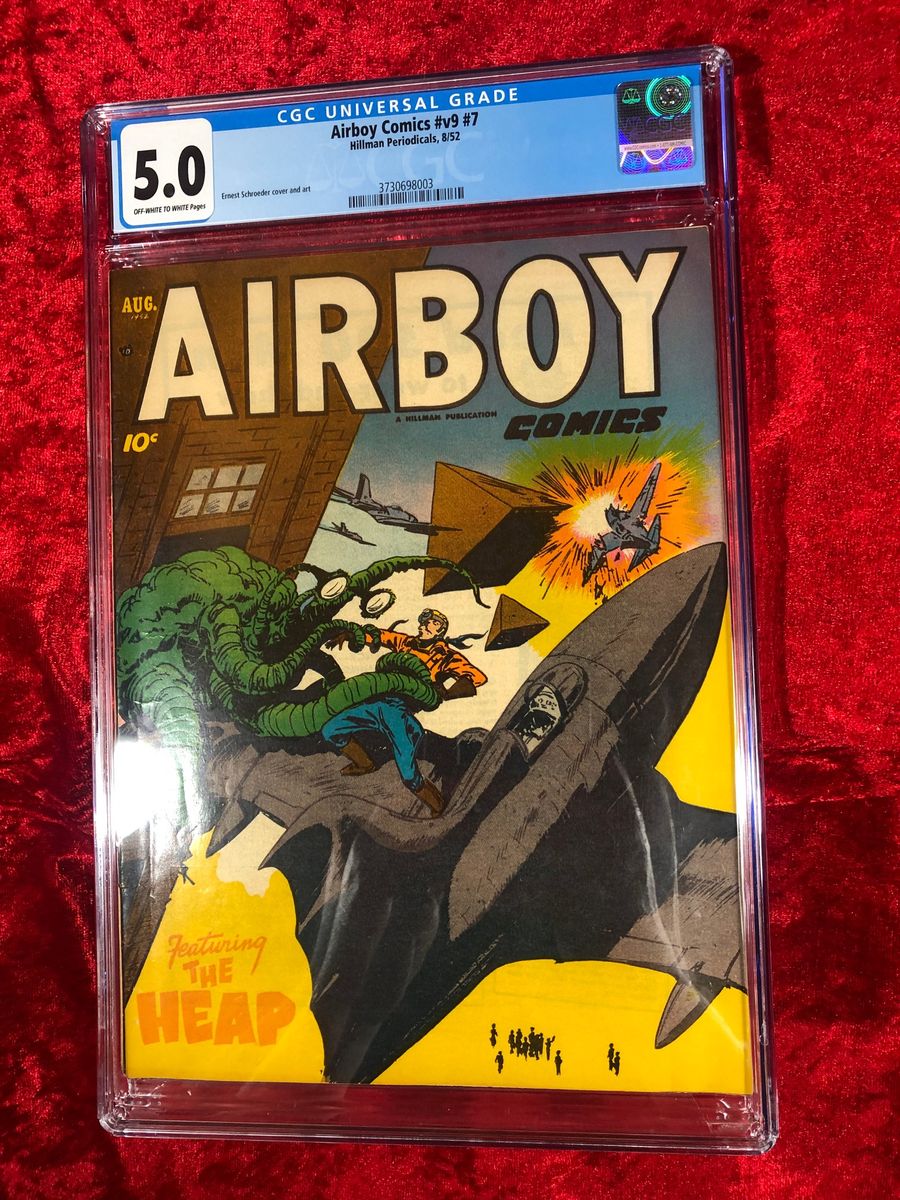 CGC UNIVERSAL GRADE
Airboy Comics #v9 #7
Hillman Periodicals, 8/52
5.0
OFF-WHITE TO WHITE Pages
Ernest Schroeder cover and art
3730698003
CGC
AUG.
1952
AIRBOY
A HILLMAN PUBLICATION
COMICS
10¢
Featuring
THE
HEAP